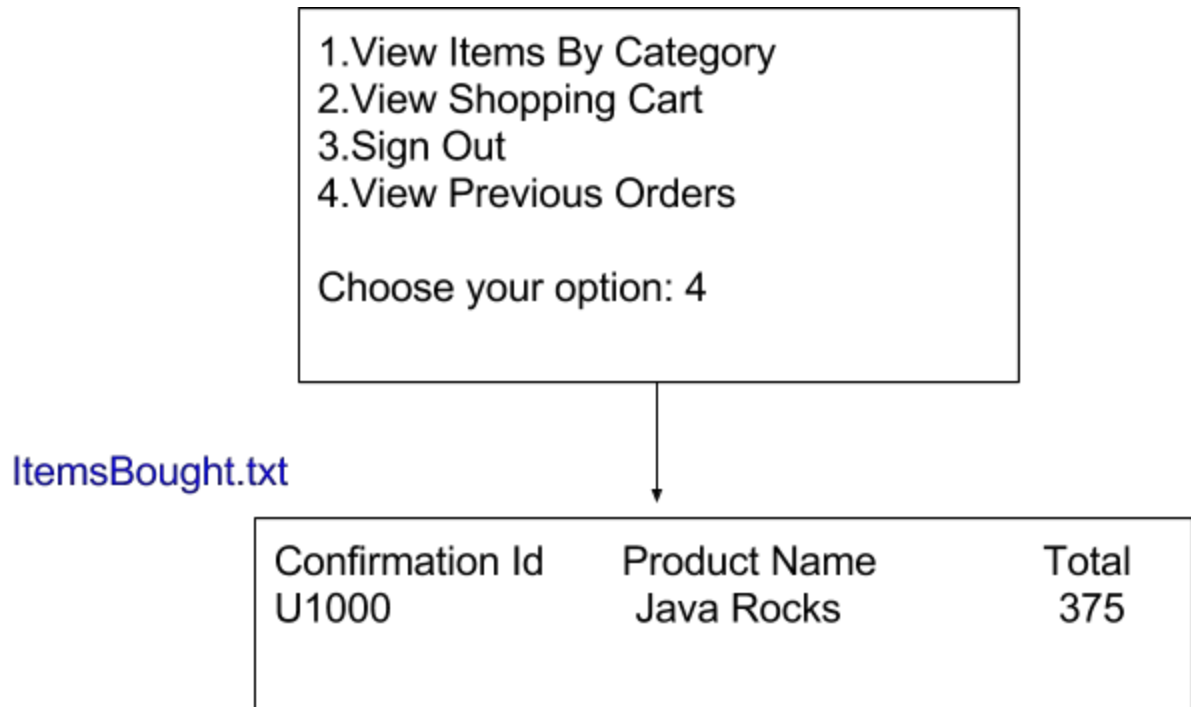 1.View Items By Category
2.View Shopping Cart
3.Sign Out
4.View Previous Orders
Choose your option: 4
ItemsBought.txt
Confirmation Id Product Name Total
U1000 Java Rocks 375